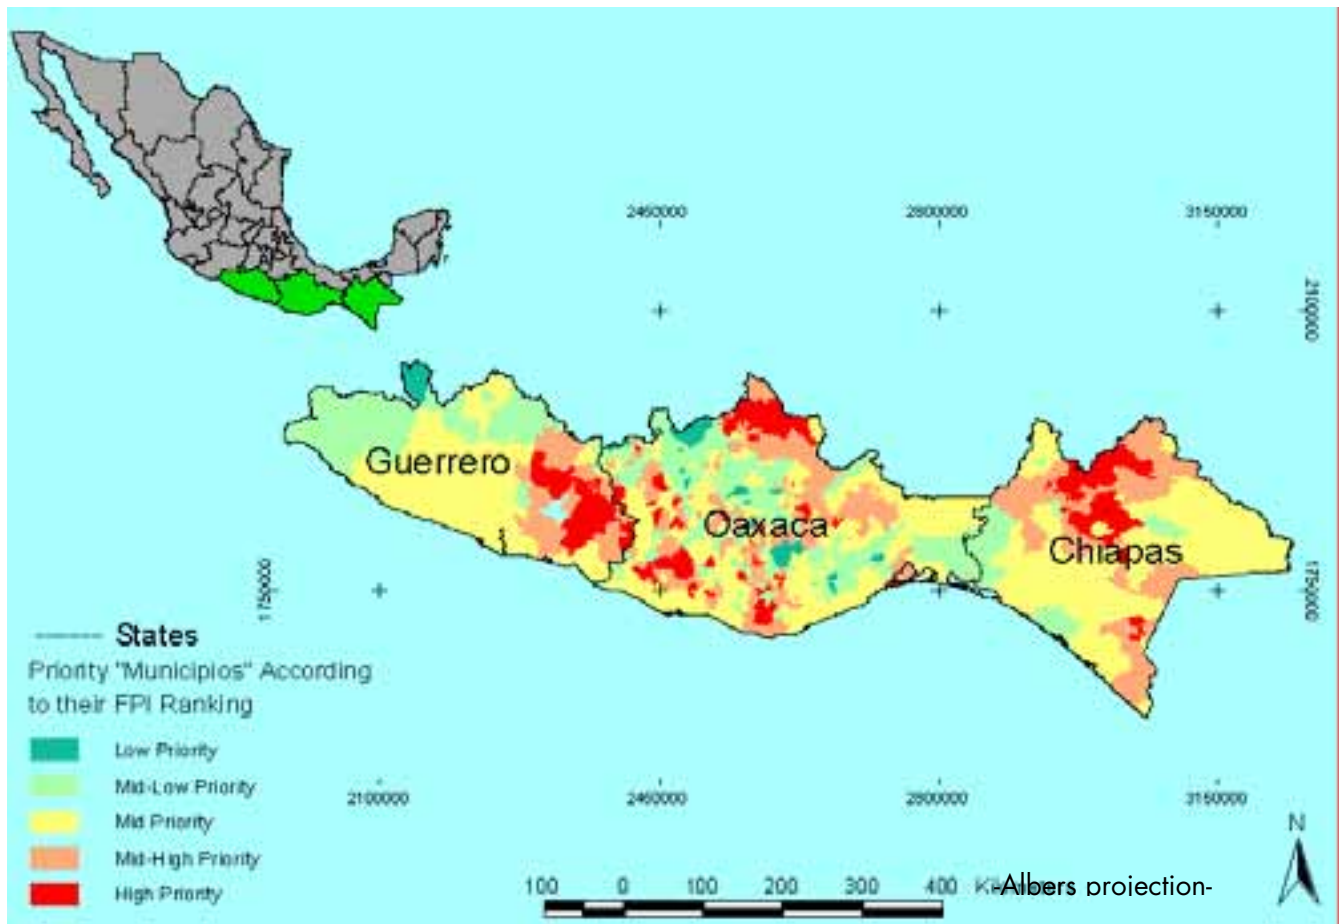 2450000 2800000 3150000
2100000
Guerrero
Oaxaca
Chiapas
1750000
1750000
States
Priority "Municipios" According
to their FPI Ranking
Low Priority
Mid-Low Priority
Mid Priority
Mid-High Priority
High Priority
2100000 2450000 2800000 3150000
N
100 0 100 200 300 400
-Albers projection-